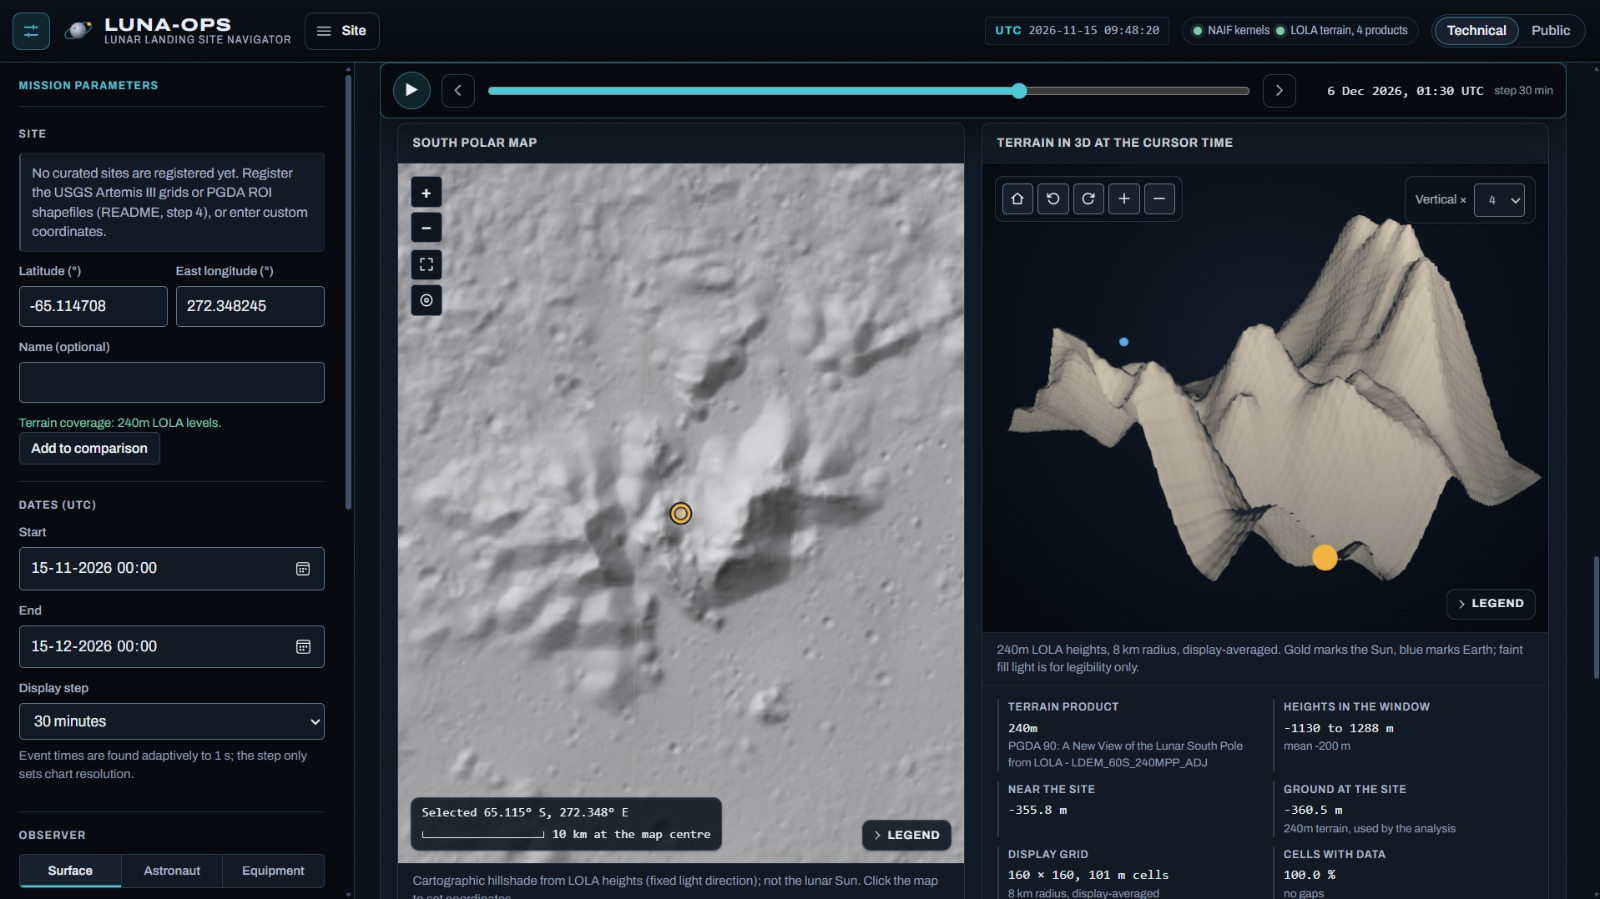 LUNA-OPS
LUNAR LANDING SITE NAVIGATOR
Site
UTC 2026-11-15 09:48:20
NAIF kernels
LOLA terrain, 4 products
Technical
Public
MISSION PARAMETERS
SITE
No curated sites are registered yet. Register
the USGS Artemis III grids or PGDA ROI
shapefiles (README, step 4), or enter custom
coordinates.
Latitude (°)
East longitude (°)
-65.114708
272.348245
Name (optional)
Terrain coverage: 240m LOLA levels.
Add to comparison
DATES (UTC)
Start
15-11-2026 00:00
End
15-12-2026 00:00
Display step
30 minutes
Event times are found adaptively to 1 s; the step only
sets chart resolution.
OBSERVER
Surface
Astronaut
Equipment
6 Dec 2026, 01:30 UTC
step 30 min
SOUTH POLAR MAP
+
−
Selected 65.115° S, 272.348° E
10 km at the map centre
LEGEND
Cartographic hillshade from LOLA heights (fixed light direction); not the lunar Sun. Click the map
to set coordinates.
TERRAIN IN 3D AT THE CURSOR TIME
+
−
Vertical ×
4
LEGEND
240m LOLA heights, 8 km radius, display-averaged. Gold marks the Sun, blue marks Earth; faint
fill light is for legibility only.
TERRAIN PRODUCT
240m
PGDA 90: A New View of the Lunar South Pole
from LOLA - LDEM_60S_240MPP_ADJ
HEIGHTS IN THE WINDOW
-1130 to 1288 m
mean -200 m
NEAR THE SITE
-355.8 m
GROUND AT THE SITE
-360.5 m
240m terrain, used by the analysis
DISPLAY GRID
160 × 160, 101 m cells
8 km radius, display-averaged
CELLS WITH DATA
100.0 %
no gaps